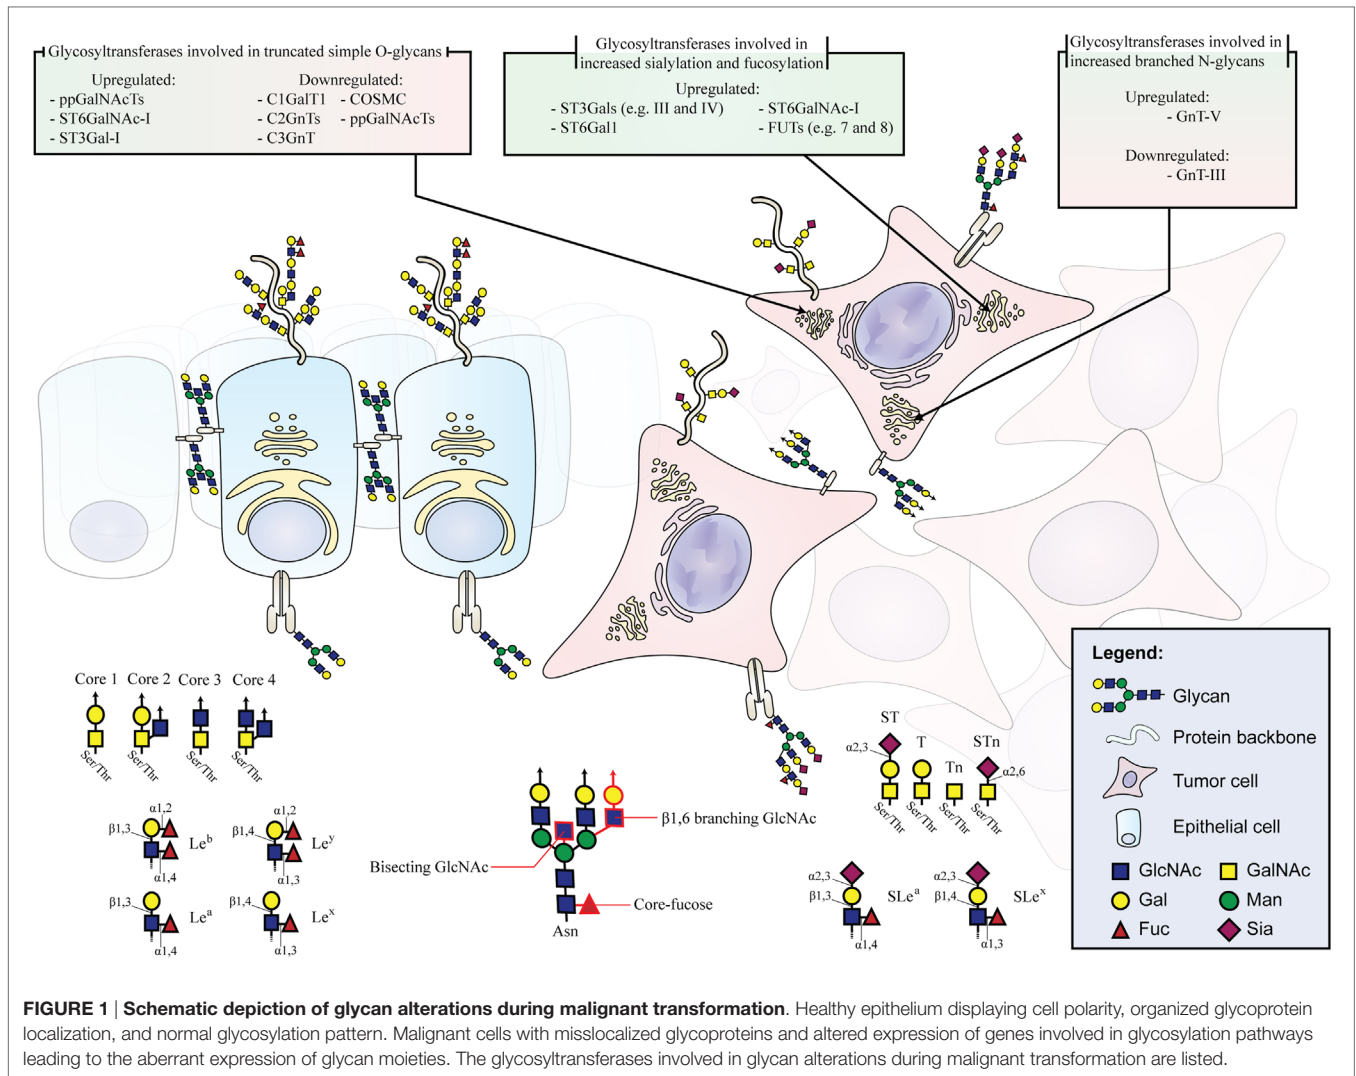 Glycosyltransferases involved in truncated simple O-glycans
Upregulated:
- ppGalNAcTs
- ST6GalNAc-I
- ST3Gal-I
Downregulated:
- C1GalT1 - COSMC
- C2GnTs - ppGalNAcTs
- C3GnT
Glycosyltransferases involved in
increased sialylation and fucosylation
Upregulated:
- ST3Gals (e.g. III and IV) - ST6GalNAc-I
- ST6Gal1 - FUTs (e.g. 7 and 8)
Glycosyltransferases involved in
increased branched N-glycans
Upregulated:
- GnT-V
Downregulated:
- GnT-III
Core 1 Core 2 Core 3 Core 4
Ser/Thr Ser/Thr Ser/Thr Ser/Thr
α1,2
β1,3
Le^b
α1,4
α1,2
β1,4
Le^y
α1,3
β1,3
Le^a
α1,4
β1,4
Le^x
α1,3
β1,6 branching GlcNAc
Bisecting GlcNAc
Core-fucose
Asn
ST
α2,3
T
Tn
STn
α2,6
Ser/Thr Ser/Thr Ser/Thr Ser/Thr
α2,3
β1,3
SLe^a
α1,4
α2,3
β1,4
SLe^x
α1,3
Legend:
Glycan
Protein backbone
Tumor cell
Epithelial cell
GlcNAc GalNAc
Gal Man
Fuc Sia
FIGURE 1 | Schematic depiction of glycan alterations during malignant transformation. Healthy epithelium displaying cell polarity, organized glycoprotein
localization, and normal glycosylation pattern. Malignant cells with misslocalized glycoproteins and altered expression of genes involved in glycosylation pathways
leading to the aberrant expression of glycan moieties. The glycosyltransferases involved in glycan alterations during malignant transformation are listed.